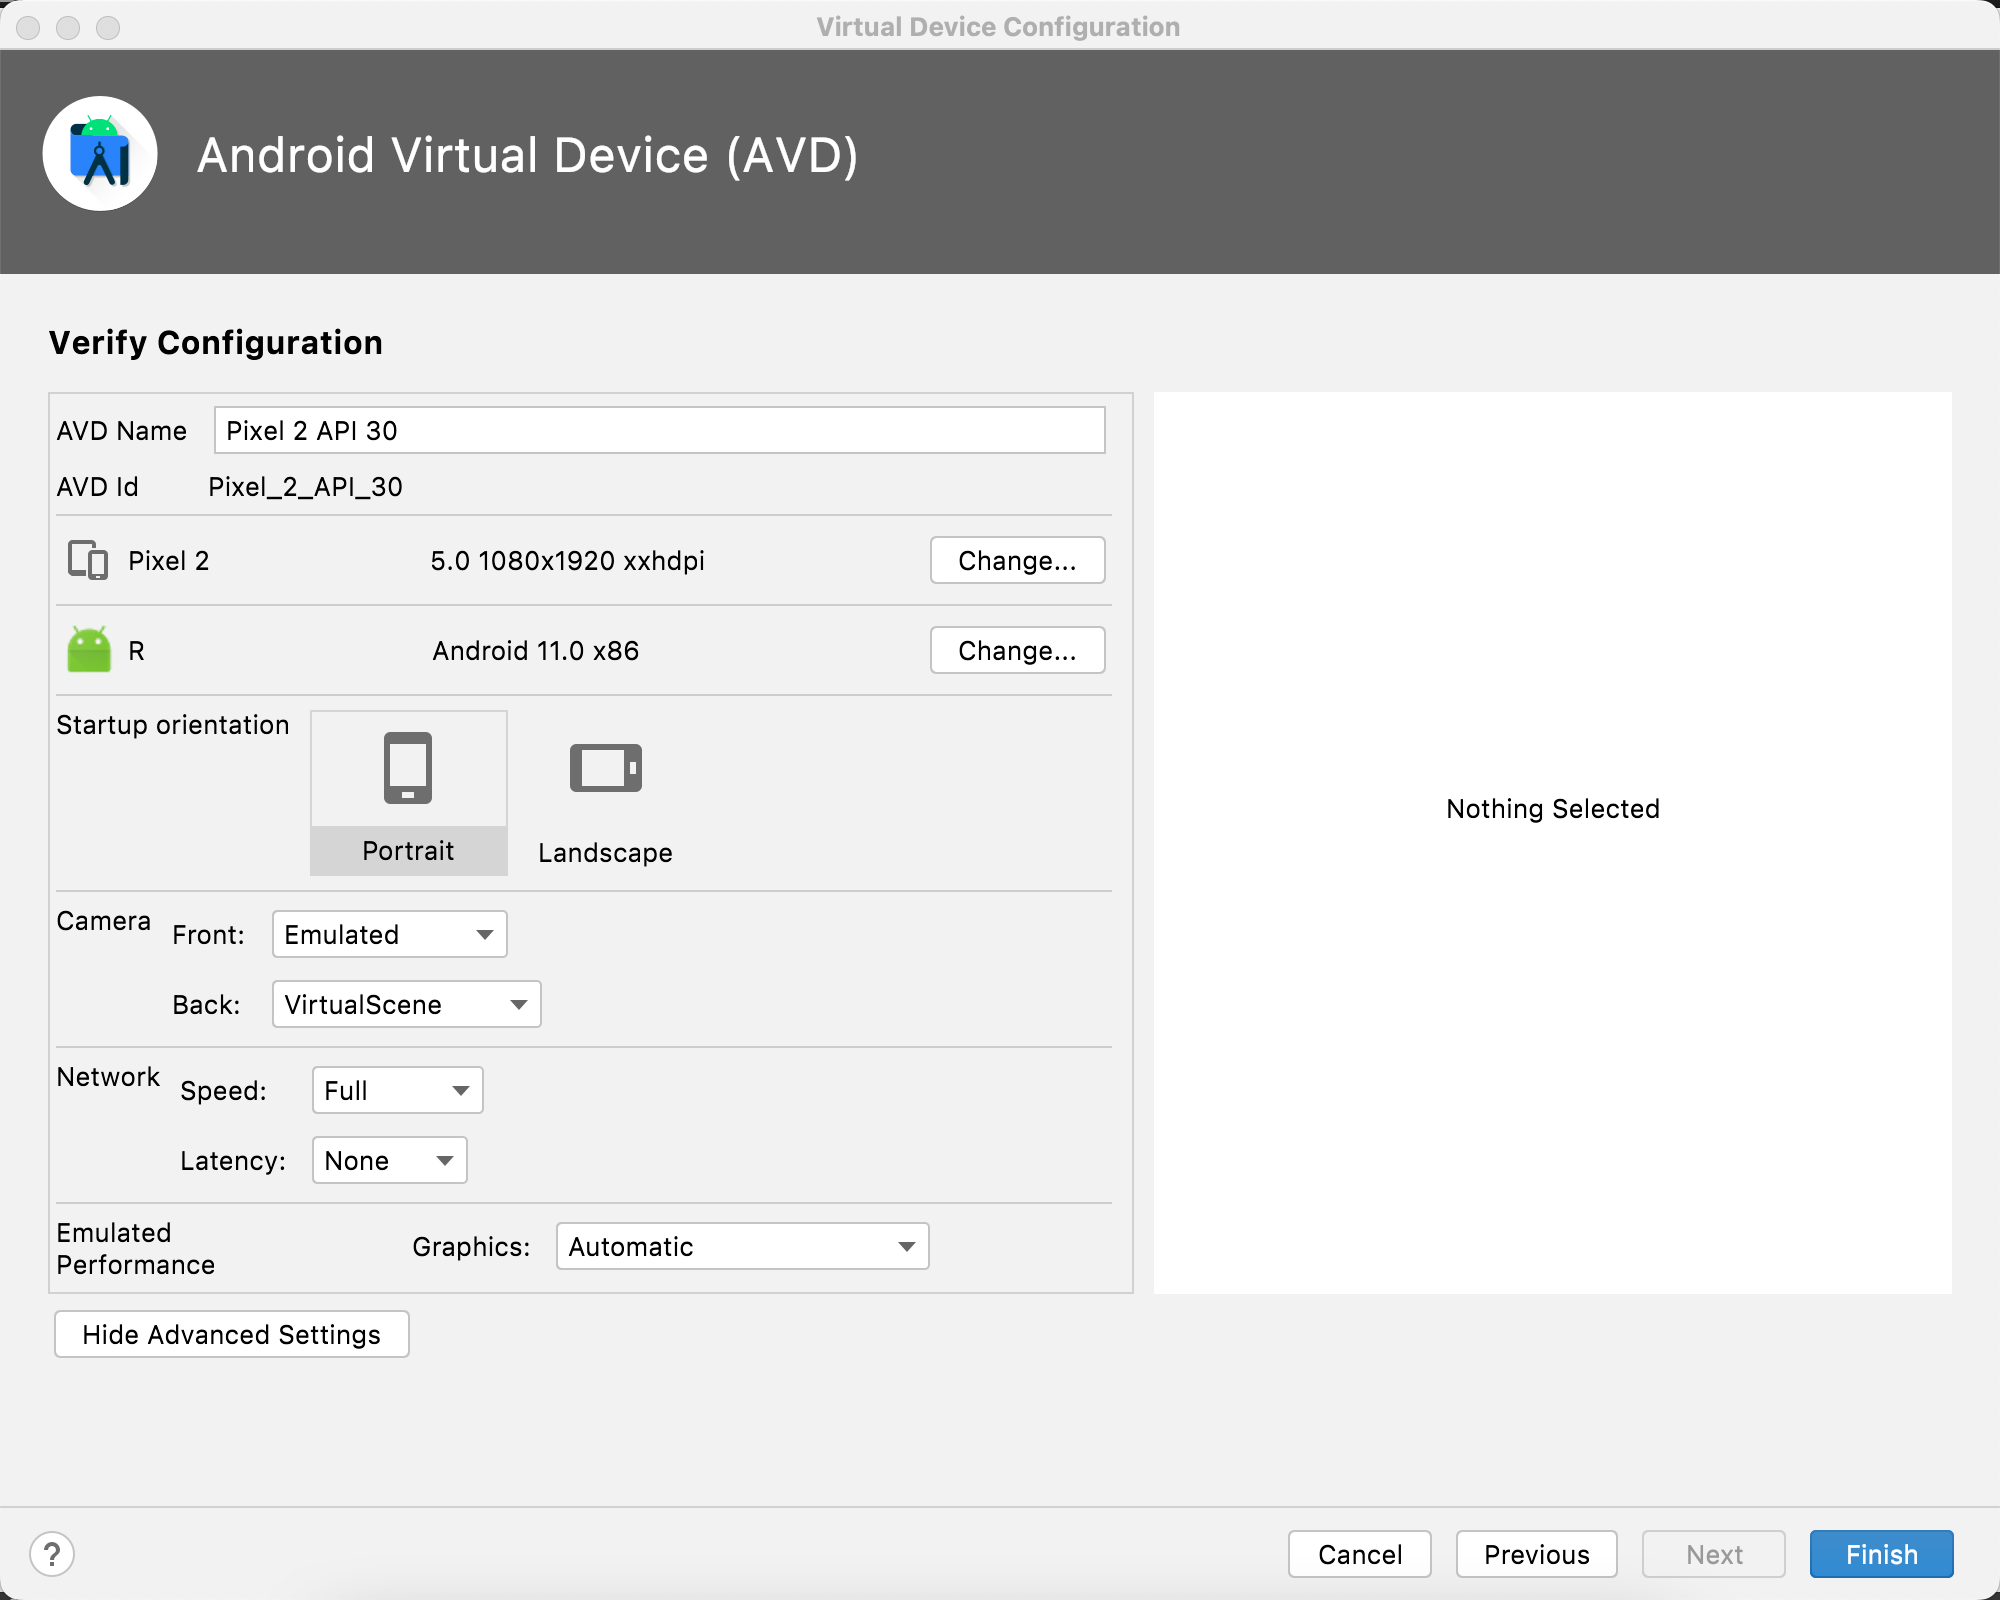 Virtual Device Configuration
Android Virtual Device (AVD)
Verify Configuration
AVD Name Pixel 2 API 30
AVD Id Pixel_2_API_30
Pixel 2 5.0 1080x1920 xxhdpi Change...
R Android 11.0 x86 Change...
Startup orientation
Portrait
Landscape
Camera Front: Emulated
Back: VirtualScene
Network Speed: Full
Latency: None
Emulated
Performance
Graphics: Automatic
Nothing Selected
Hide Advanced Settings
? Cancel Previous Next Finish